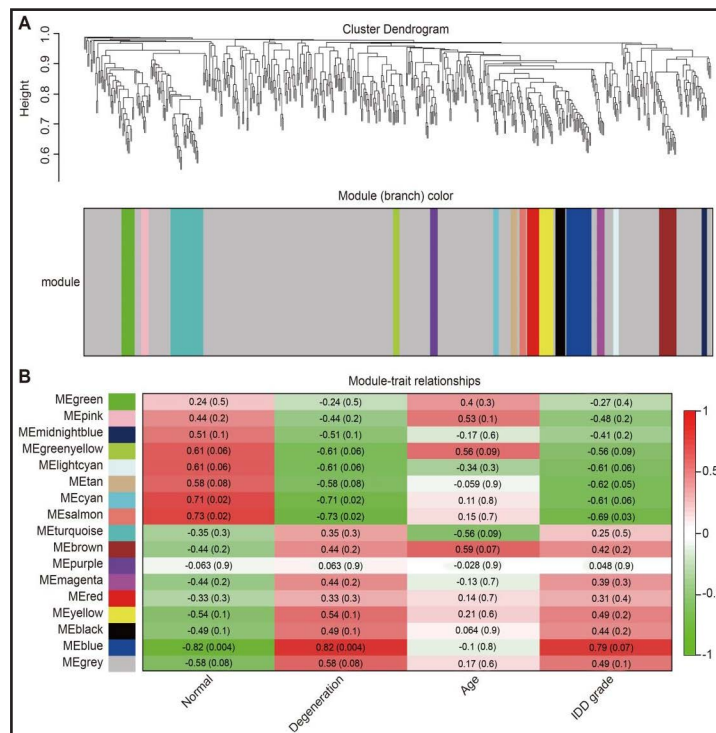 A
Cluster Dendrogram
Height
1.0
0.9
0.8
0.7
0.6
Module (branch) color
module
B
Module-trait relationships
MEgreen 0.24 (0.5) -0.24 (0.5) 0.4 (0.3) -0.27 (0.4)
MEpink 0.44 (0.2) -0.44 (0.2) 0.53 (0.1) -0.48 (0.2)
MEmidnightblue 0.51 (0.1) -0.51 (0.1) -0.17 (0.6) -0.41 (0.2)
MEgreenyellow 0.61 (0.06) -0.61 (0.06) 0.56 (0.09) -0.56 (0.09)
MElightcyan 0.61 (0.06) -0.61 (0.06) -0.34 (0.3) -0.61 (0.06)
MEtan 0.58 (0.08) -0.58 (0.08) -0.059 (0.9) -0.62 (0.05)
MEcyan 0.71 (0.02) -0.71 (0.02) 0.11 (0.8) -0.61 (0.06)
MEsalmon 0.73 (0.02) -0.73 (0.02) 0.15 (0.7) -0.69 (0.03)
MEturquoise -0.35 (0.3) 0.35 (0.3) -0.56 (0.09) 0.25 (0.5)
MEbrown -0.44 (0.2) 0.44 (0.2) 0.59 (0.07) 0.42 (0.2)
MEpurple -0.063 (0.9) 0.063 (0.9) -0.028 (0.9) 0.048 (0.9)
MEmagenta -0.44 (0.2) 0.44 (0.2) -0.13 (0.7) 0.39 (0.3)
MEred -0.33 (0.3) 0.33 (0.3) 0.14 (0.7) 0.31 (0.4)
MEyellow -0.54 (0.1) 0.54 (0.1) 0.21 (0.6) 0.49 (0.2)
MEblack -0.49 (0.1) 0.49 (0.1) 0.064 (0.9) 0.44 (0.2)
MEblue -0.82 (0.004) 0.82 (0.004) -0.1 (0.8) 0.79 (0.07)
MEgrey -0.58 (0.08) 0.58 (0.08) 0.17 (0.6) 0.49 (0.1)
Normal Degeneration Age IDD grade
1
0.5
0
-0.5
-1